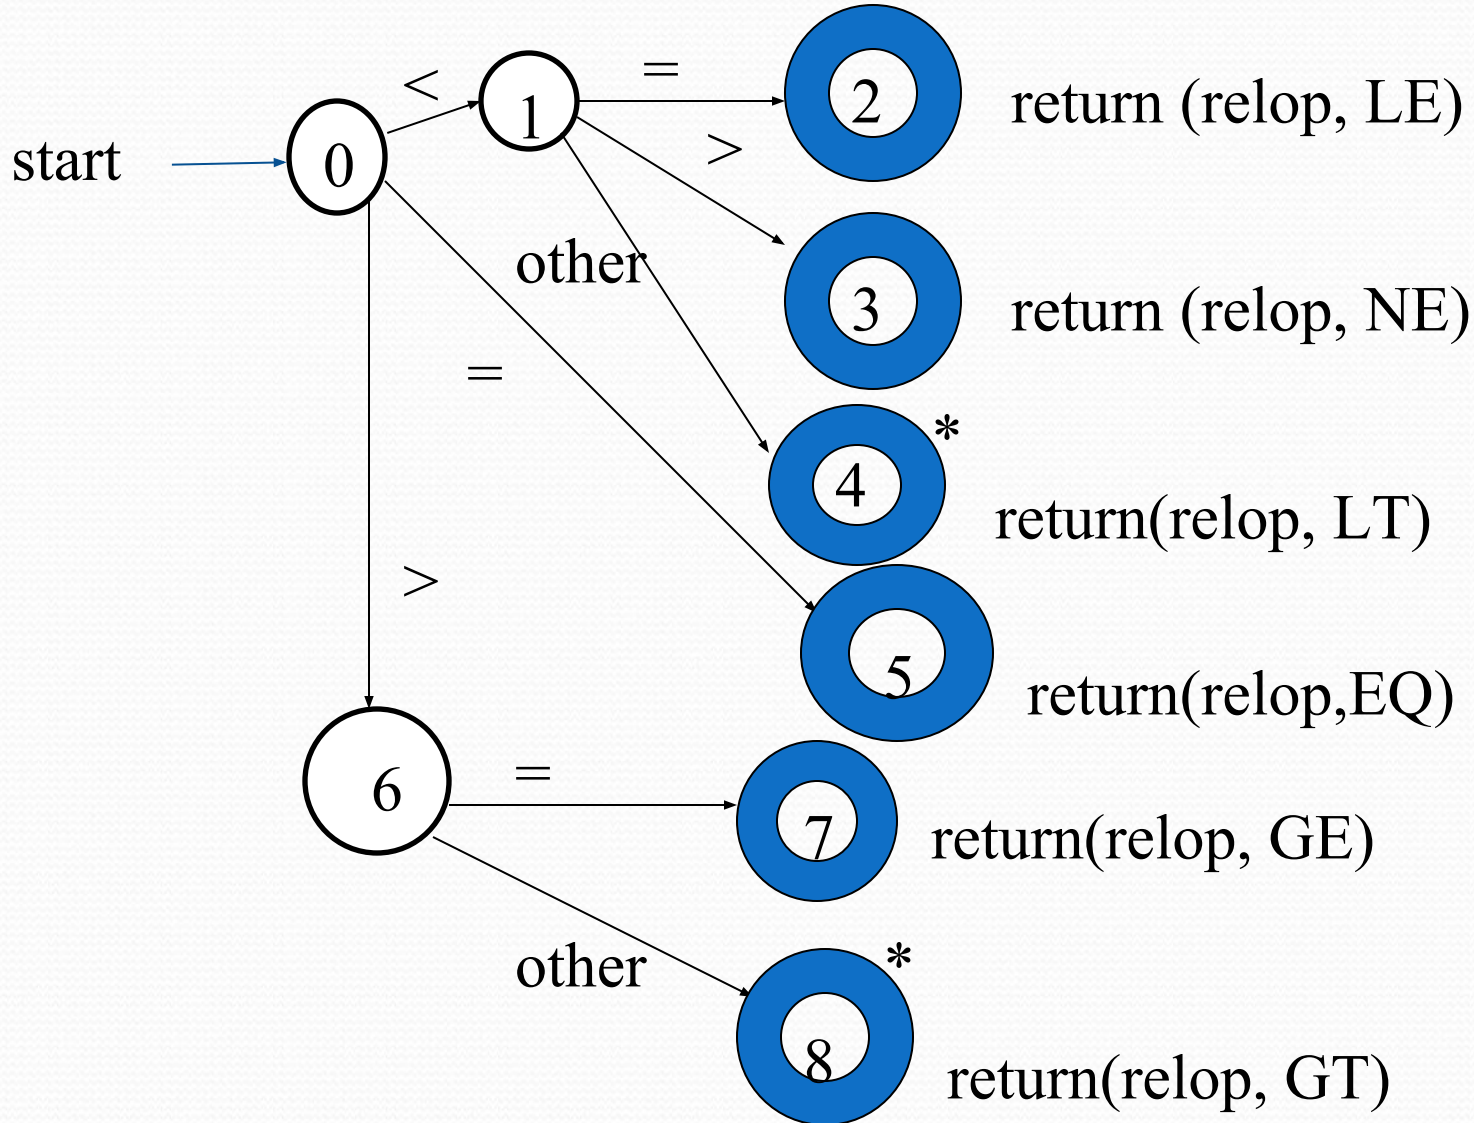 <
=
1
2
return (relop, LE)
start
0
>
other
3
return (relop, NE)
=
*
4
return(relop, LT)
>
5
return(relop,EQ)
6
=
7
return(relop, GE)
other
*
8
return(relop, GT)